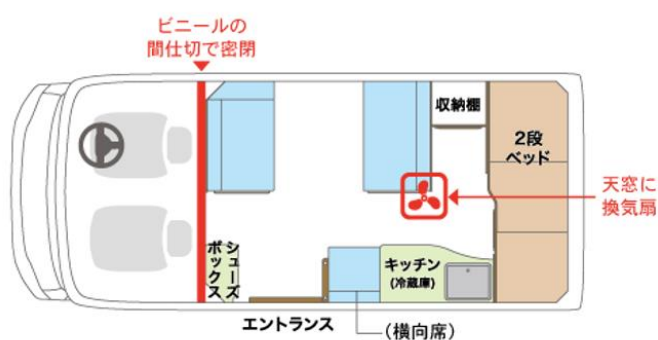 ビニールの
間仕切で密閉
収納棚
2段
ベッド
天窓に
換気扇
シューズ
ボックス
キッチン
(冷蔵庫)
エントランス
(横向席)